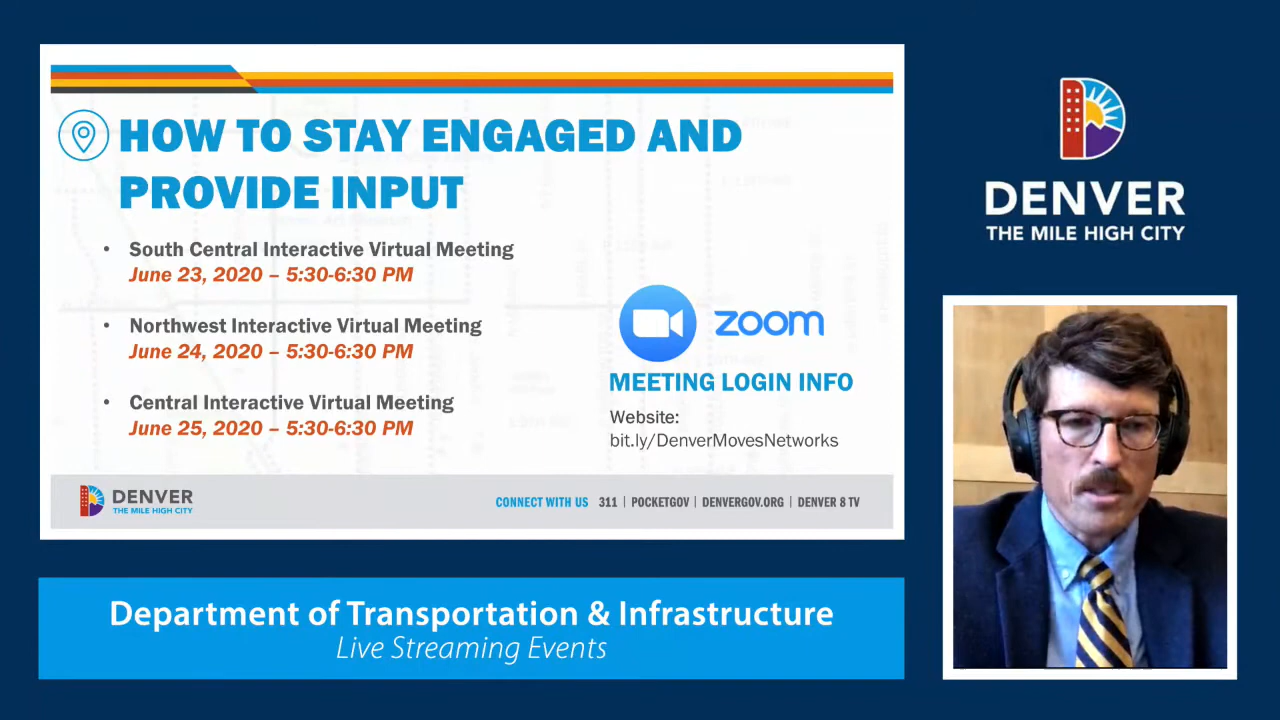 HOW TO STAY ENGAGED AND
PROVIDE INPUT
• South Central Interactive Virtual Meeting
June 23, 2020 – 5:30-6:30 PM
• Northwest Interactive Virtual Meeting
June 24, 2020 – 5:30-6:30 PM
• Central Interactive Virtual Meeting
June 25, 2020 – 5:30-6:30 PM
zoom
MEETING LOGIN INFO
Website:
bit.ly/DenverMovesNetworks
DENVER
THE MILE HIGH CITY
CONNECT WITH US 311 | POCKETGOV | DENVERGOV.ORG | DENVER 8 TV
DENVER
THE MILE HIGH CITY
Department of Transportation & Infrastructure
Live Streaming Events